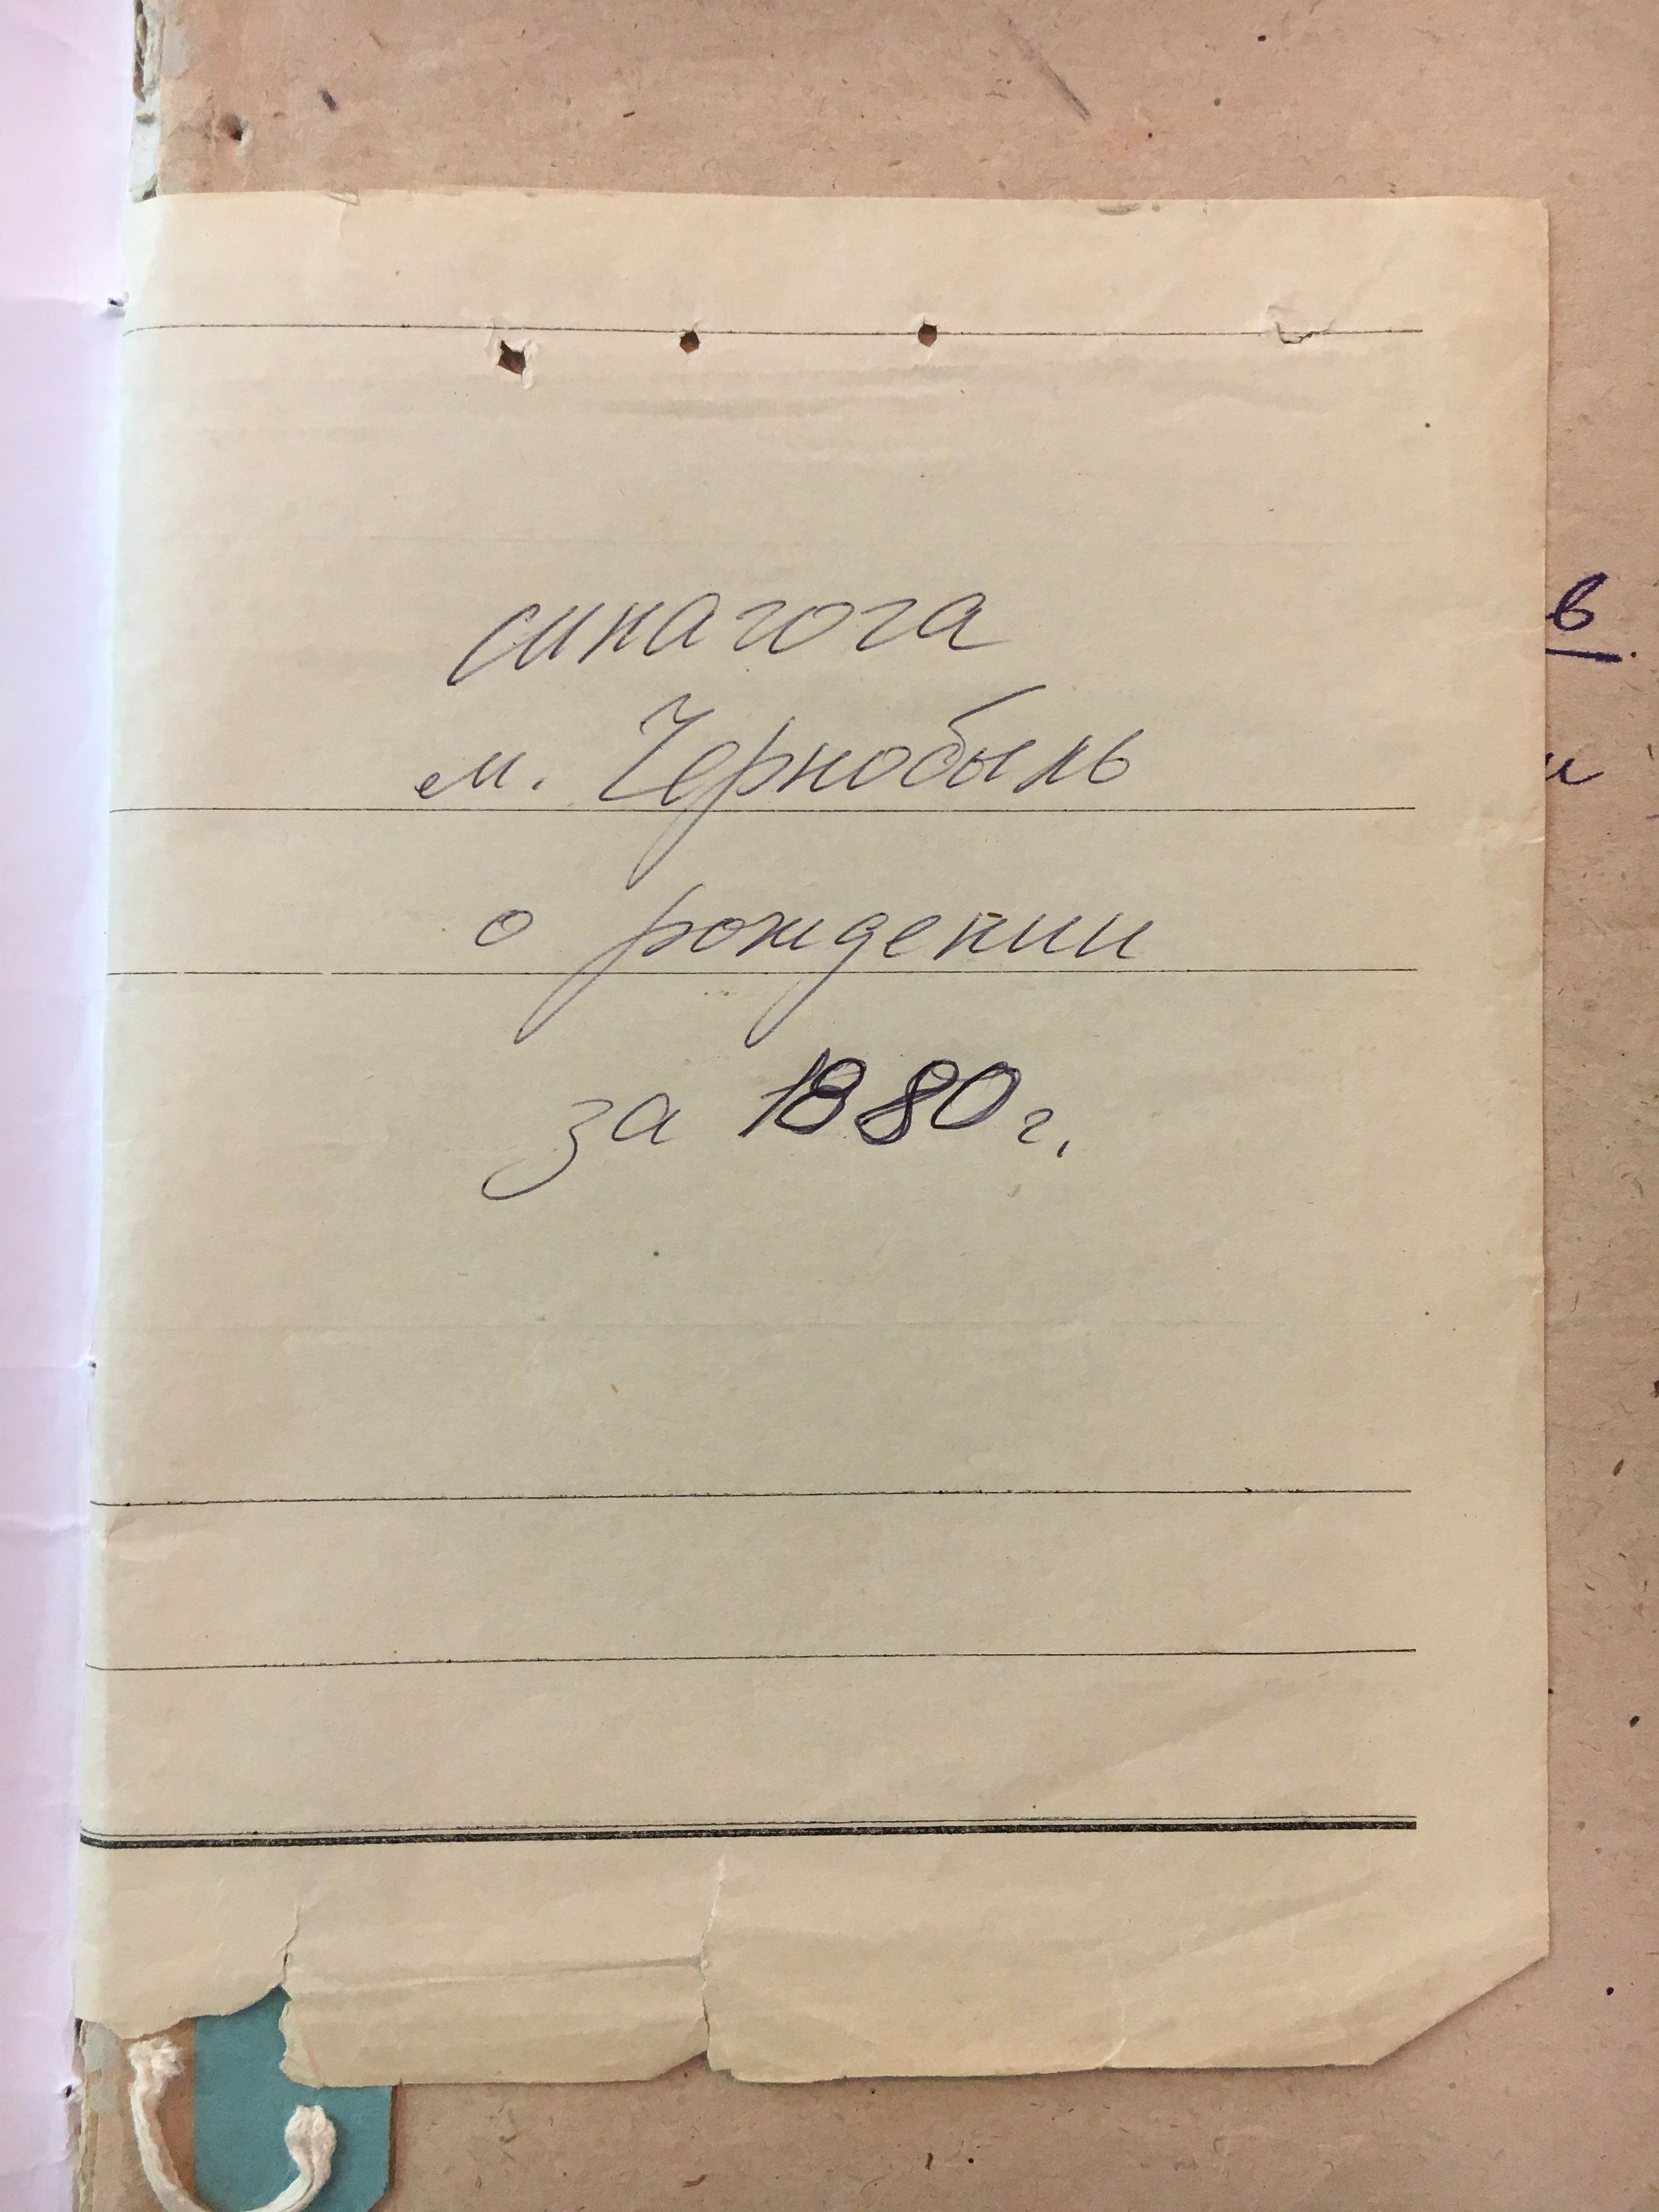 синагога
м. Чернобыль
о рождении
за 1880 г.
в
и